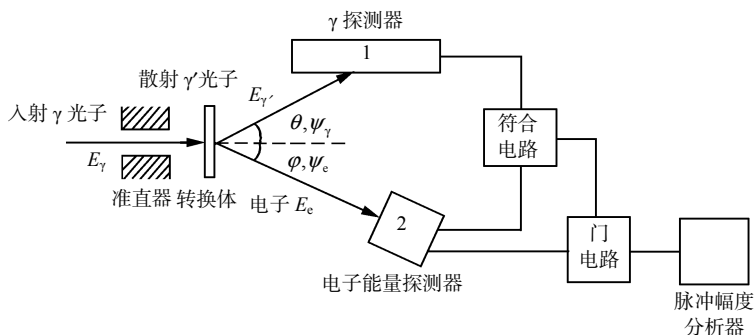 γ 探测器
1
散射 γ′光子
Eγ′
入射 γ 光子
θ,ψγ
符合
电路
Eγ
φ,ψe
准直器 转换体
电子 Ee
2
门
电路
电子能量探测器
脉冲幅度
分析器